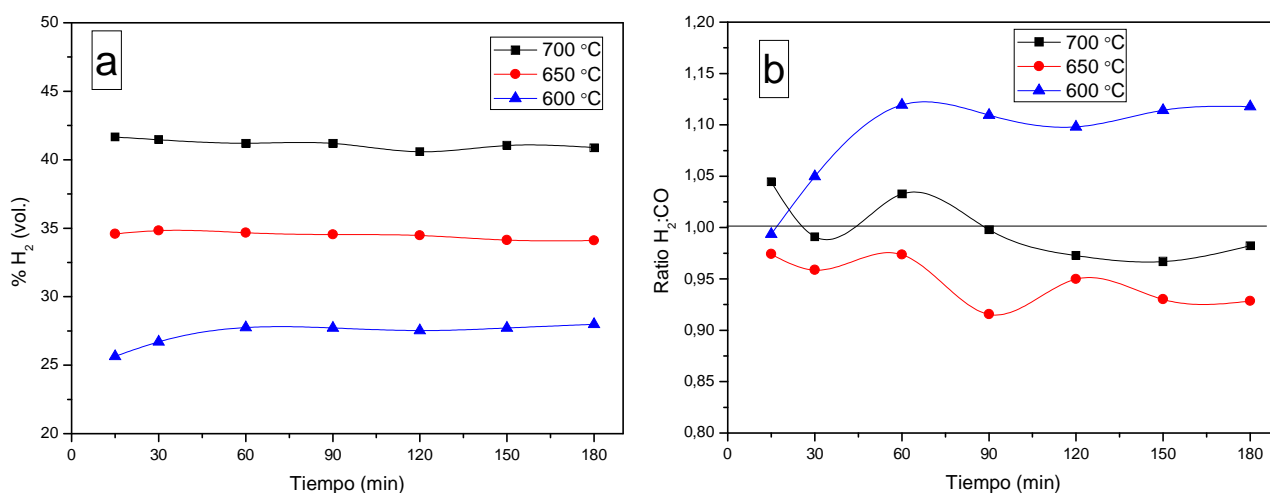 a
700 °C
650 °C
600 °C
50
45
40
35
30
25
20
% H₂ (vol.)
0 30 60 90 120 150 180
Tiempo (min)
b
700 °C
650 °C
600 °C
1,20
1,15
1,10
1,05
1,00
0,95
0,90
0,85
0,80
Ratio H₂:CO
0 30 60 90 120 150 180
Tiempo (min)